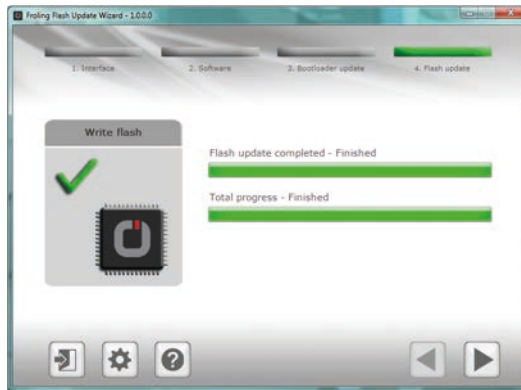 Froling Flash Update Wizard - 1.0.0.0
1. Interface
2. Software
3. Bootloader update
4. Flash update
Write flash
Flash update completed - Finished
Total progress - Finished